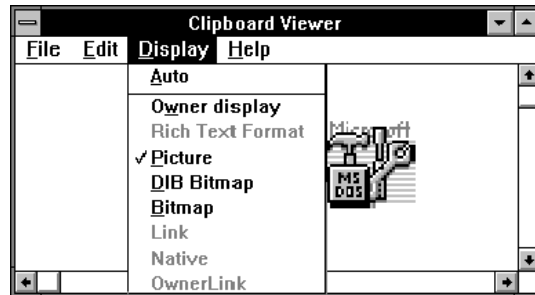 Clipboard Viewer
File Edit Display Help
Auto
Owner display
Rich Text Format
Picture
DIB Bitmap
Bitmap
Link
Native
OwnerLink
Microsoft
MS
DOS